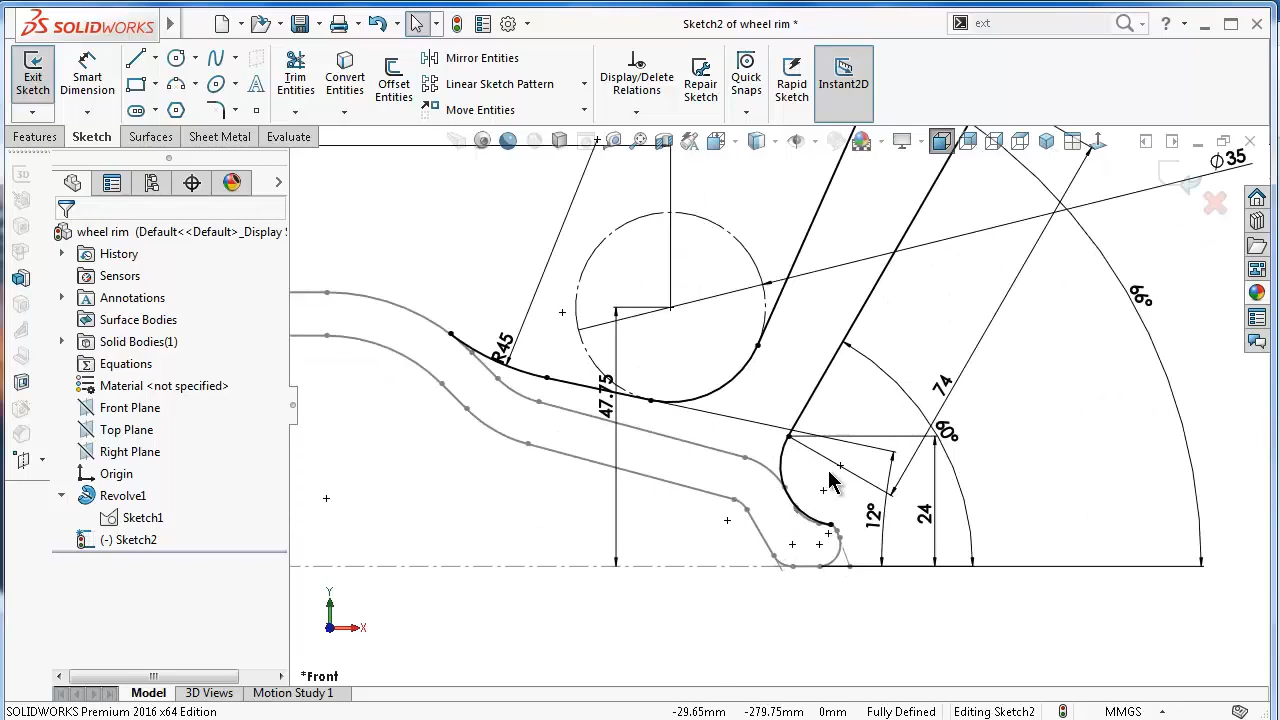 SOLIDWORKS
Sketch2 of wheel rim *
ext
Exit Sketch
Smart Dimension
Trim Entities
Convert Entities
Offset Entities
Mirror Entities
Linear Sketch Pattern
Move Entities
Display/Delete Relations
Repair Sketch
Quick Snaps
Rapid Sketch
Instant2D
Features
Sketch
Surfaces
Sheet Metal
Evaluate
wheel rim (Default<<Default>_Display S
History
Sensors
Annotations
Surface Bodies
Solid Bodies(1)
Equations
Material <not specified>
Front Plane
Top Plane
Right Plane
Origin
Revolve1
Sketch1
(-) Sketch2
Ø35
66°
R45
47.75
74
60°
12°
24
Y
X
*Front
Model
3D Views
Motion Study 1
SOLIDWORKS Premium 2016 x64 Edition
-29.65mm
-279.75mm
0mm
Fully Defined
Editing Sketch2
MMGS